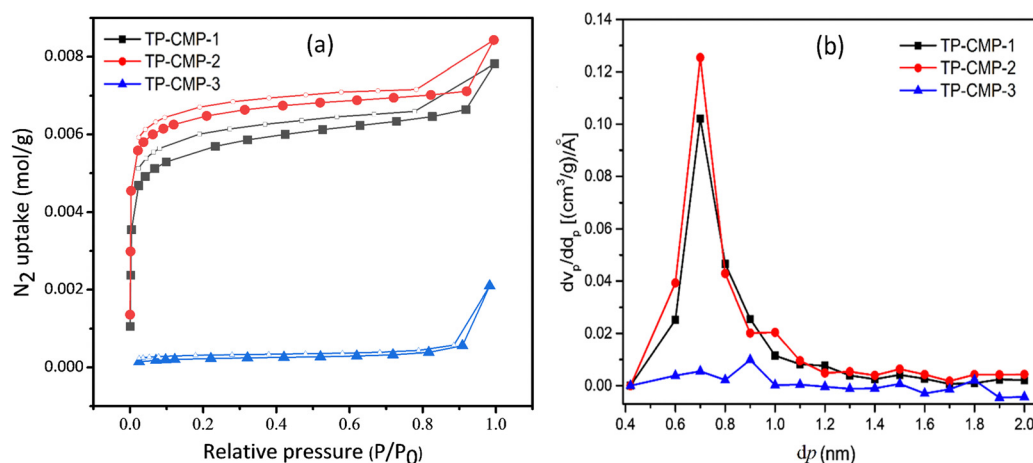 (a)
TP-CMP-1
TP-CMP-2
TP-CMP-3
N2 uptake (mol/g)
0.008
0.006
0.004
0.002
0.000
0.0 0.2 0.4 0.6 0.8 1.0
Relative pressure (P/P0)
(b)
TP-CMP-1
TP-CMP-2
TP-CMP-3
dvp/ddp [(cm³/g)/Å]
0.14
0.12
0.10
0.08
0.06
0.04
0.02
0.00
0.4 0.6 0.8 1.0 1.2 1.4 1.6 1.8 2.0
dp (nm)